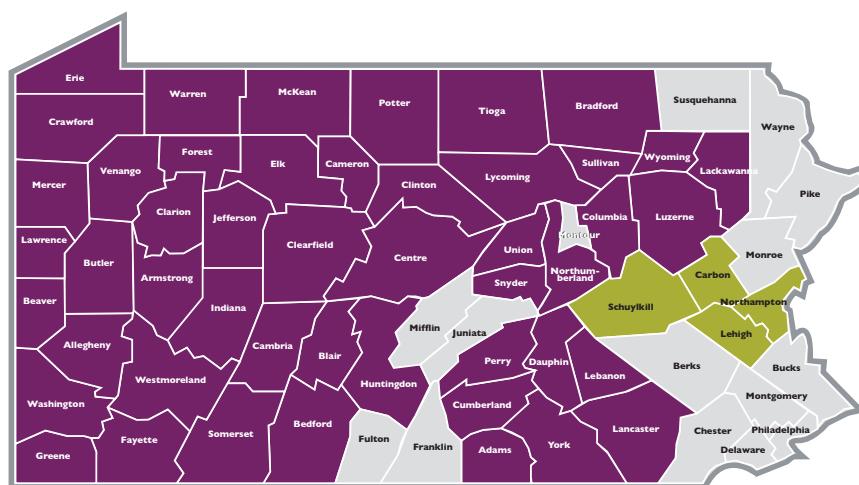 Erie
Warren
McKean
Potter
Tioga
Bradford
Susquehanna
Wayne
Crawford
Forest
Elk
Cameron
Sullivan
Wyoming
Lackawanna
Venango
Mercer
Clinton
Lycoming
Pike
Clarion
Jefferson
Columbia
Luzerne
Montour
Lawrence
Clearfield
Union
Butler
Centre
Monroe
Armstrong
Carbon
Northum-
berland
Snyder
Beaver
Indiana
Schuylkill
Northampton
Mifflin
Juniata
Lehigh
Allegheny
Cambria
Blair
Perry
Dauphin
Berks
Bucks
Westmoreland
Huntingdon
Lebanon
Montgomery
Washington
Cumberland
Bedford
Lancaster
Philadelphia
Somerset
Chester
Fayette
Fulton
Franklin
Adams
York
Greene
Delaware